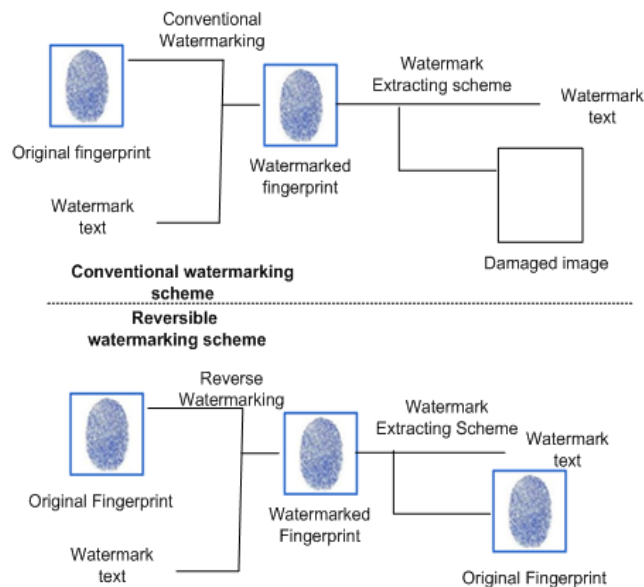 Conventional
Watermarking
Watermark
Extracting scheme
Watermark
text
Original fingerprint
Watermarked
fingerprint
Watermark
text
Damaged image
Conventional watermarking
scheme
Reversible
watermarking scheme
Reverse
Watermarking
Watermark
Extracting Scheme
Watermark
text
Original Fingerprint
Watermarked
Fingerprint
Watermark
text
Original Fingerprint